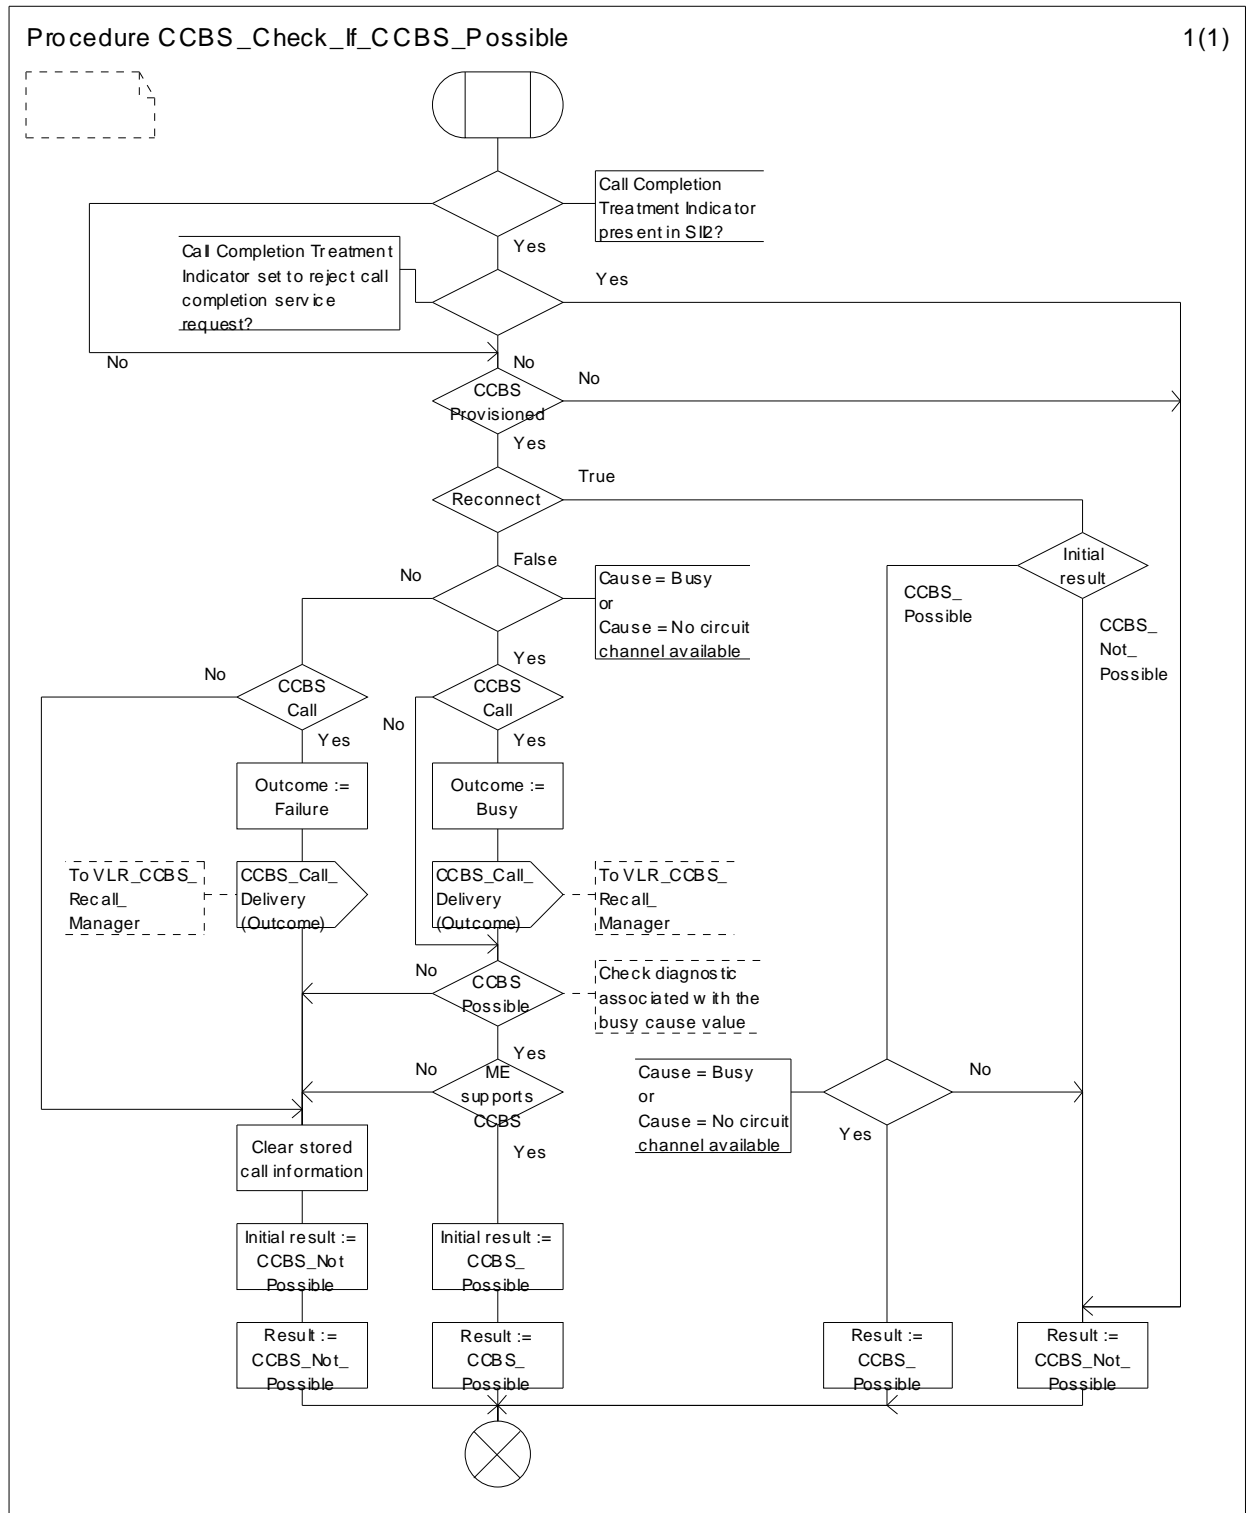 Procedure CCBS_Check_If_CCBS_Possible
1(1)
Call Completion
Treatment Indicator
present in SII2?
Yes
Call Completion Treatment
Indicator set to reject call
completion service
request?
Yes
No
No
CCBS
Provisioned
No
Yes
Reconnect
True
False
Initial
result
No
Cause = Busy
or
Cause = No circuit
channel available
CCBS_
Possible
CCBS_
Not_
Possible
Yes
No
CCBS
Call
CCBS
Call
No
Yes
Yes
Outcome :=
Failure
Outcome :=
Busy
To VLR_CCBS_
Recall_
Manager
CCBS_Call_
Delivery
(Outcome)
CCBS_Call_
Delivery
(Outcome)
To VLR_CCBS_
Recall_
Manager
No
CCBS
Possible
Check diagnostic
associated with the
busy cause value
Yes
No
ME
supports
CCBS
Cause = Busy
or
Cause = No circuit
channel available
No
Yes
Yes
Clear stored
call information
Initial result :=
CCBS_Not
Possible
Initial result :=
CCBS_
Possible
Result :=
CCBS_Not_
Possible
Result :=
CCBS_
Possible
Result :=
CCBS_
Possible
Result :=
CCBS_Not_
Possible